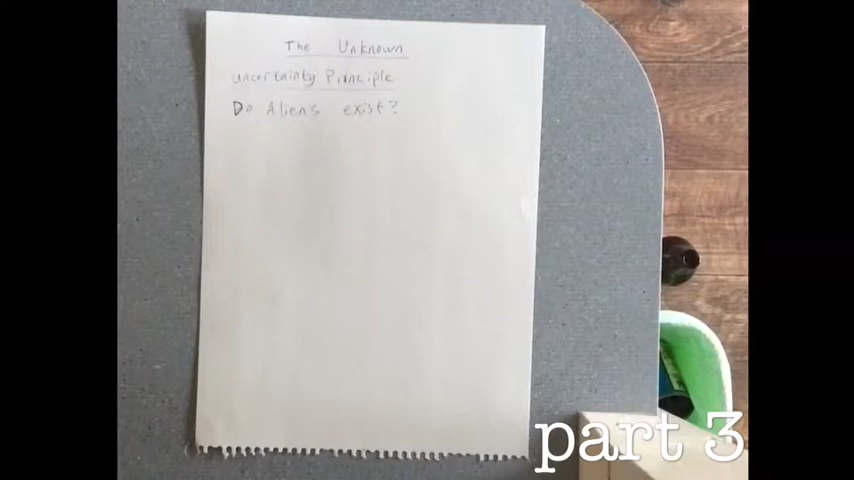 The Unknown
uncertainty Principle
Do Aliens exist?
part 3